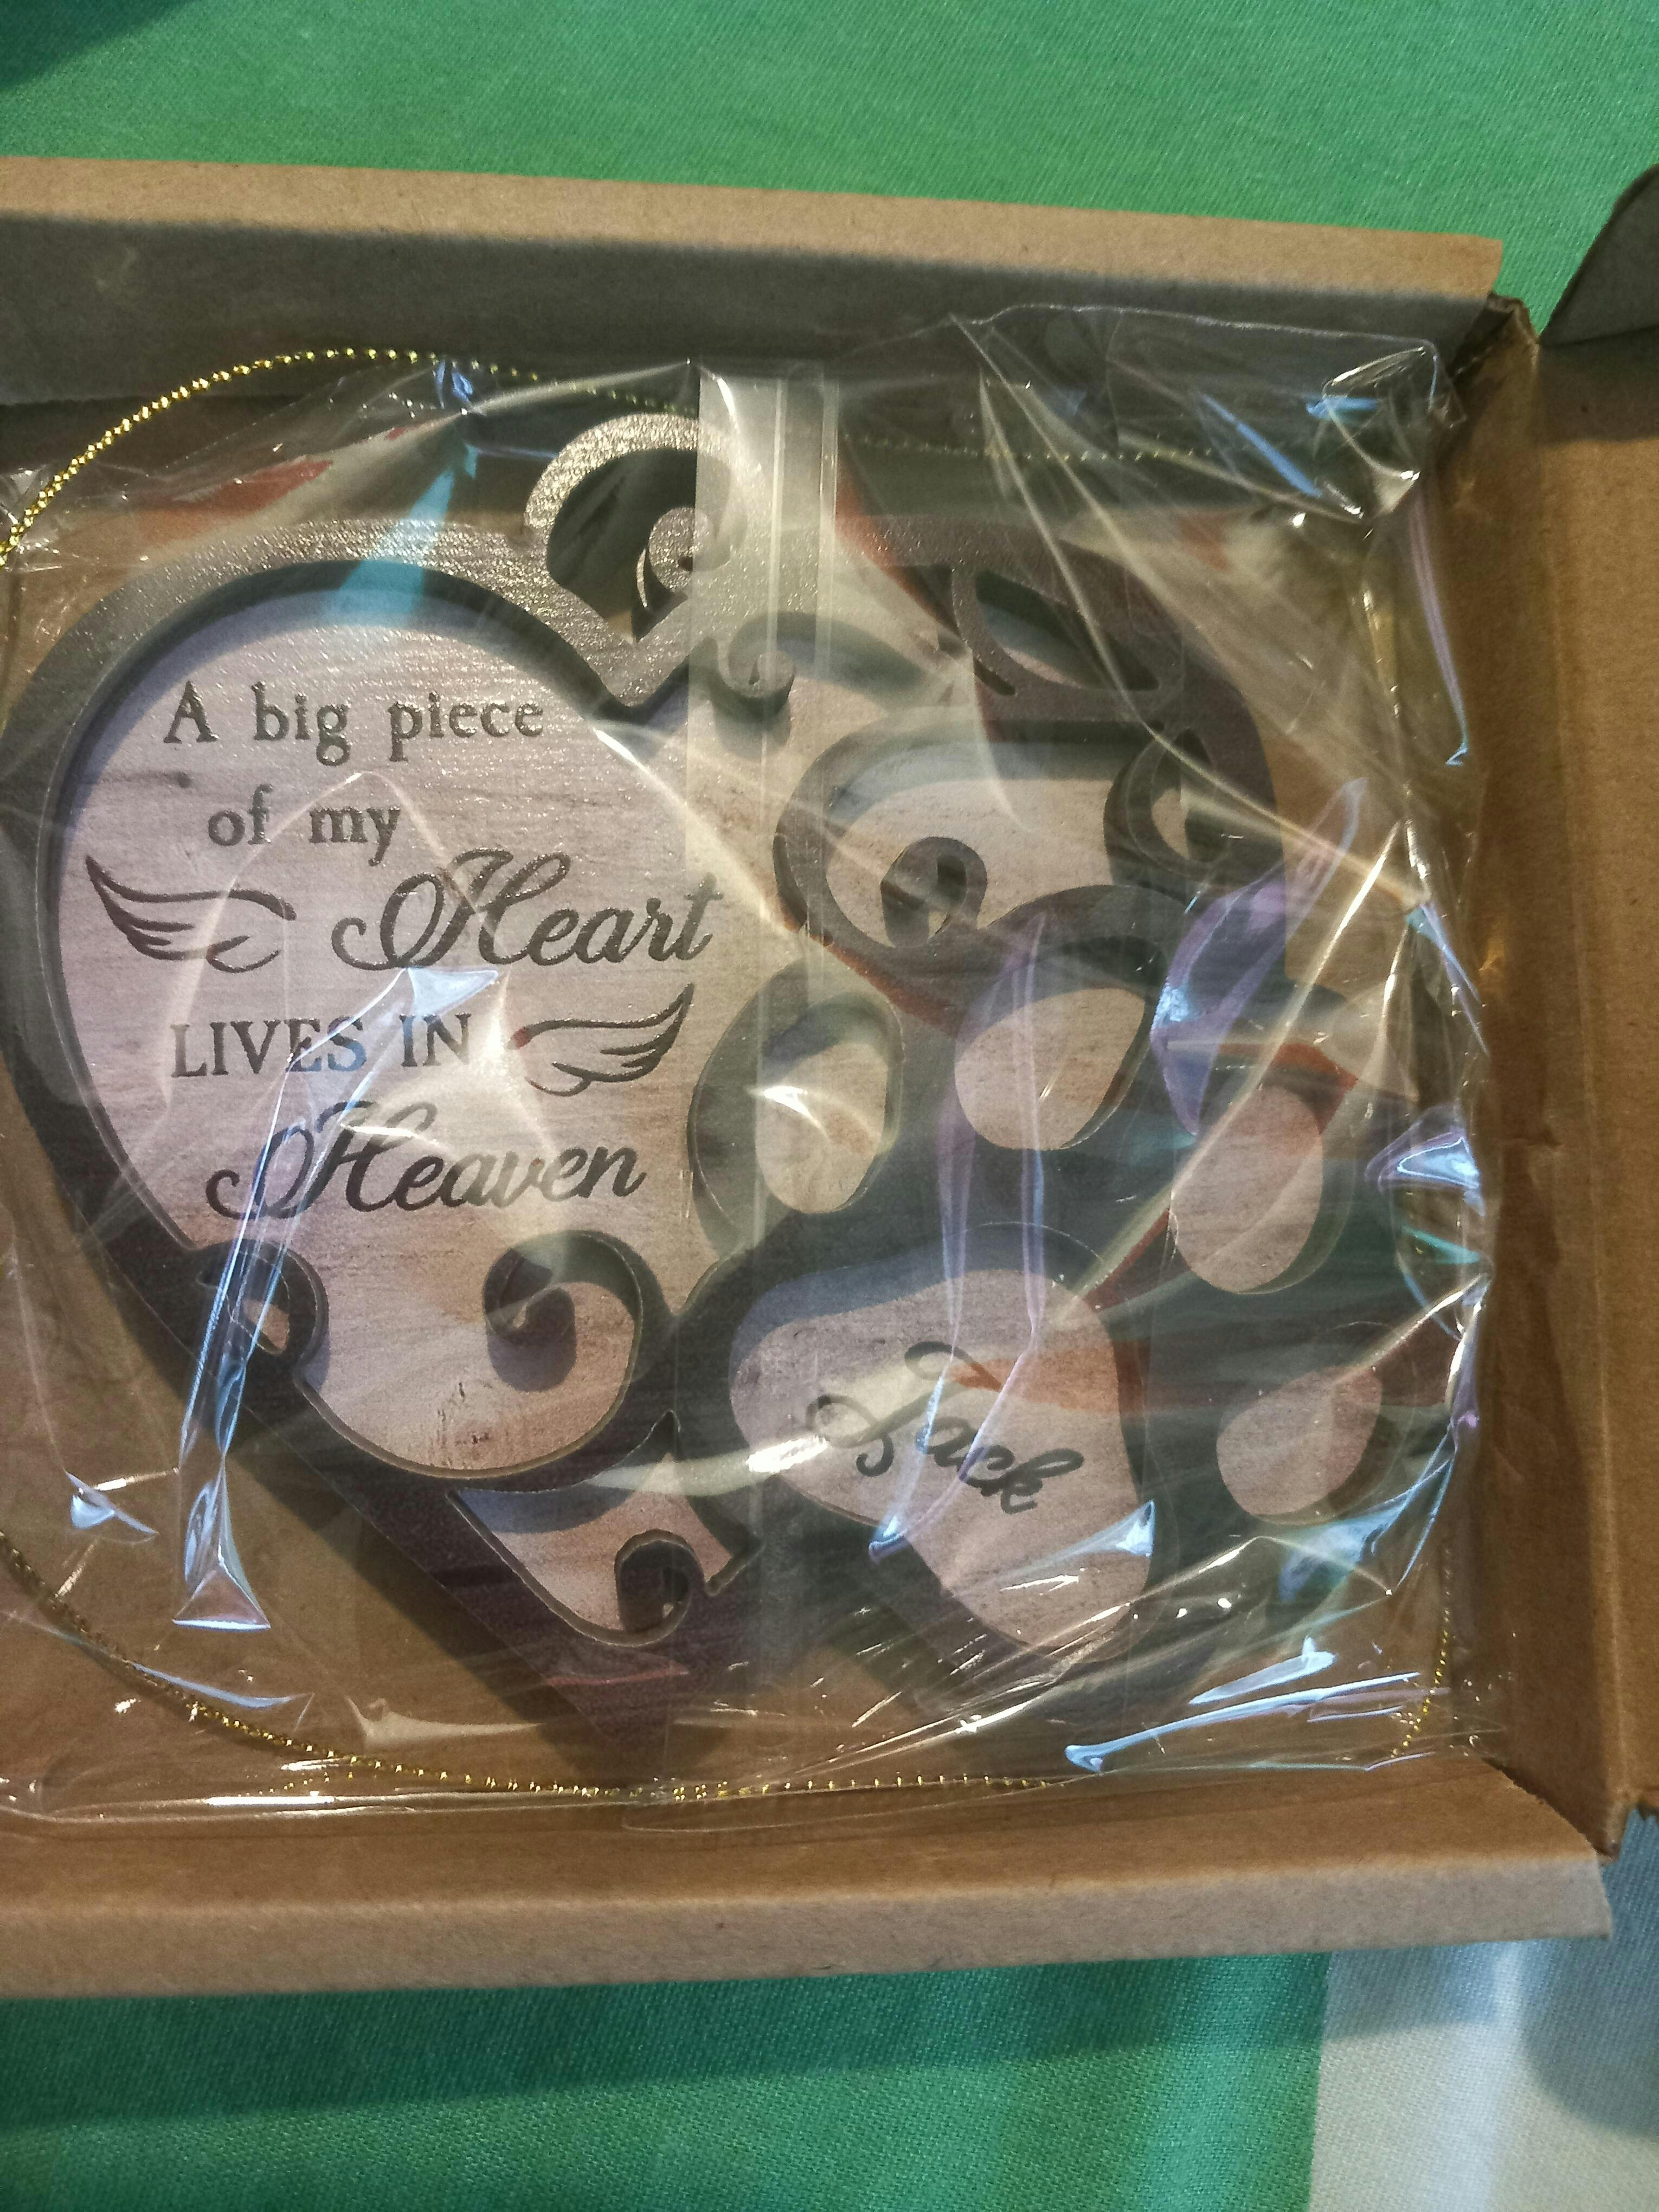 A big piece
of my
Heart
LIVES IN
Heaven
Jack